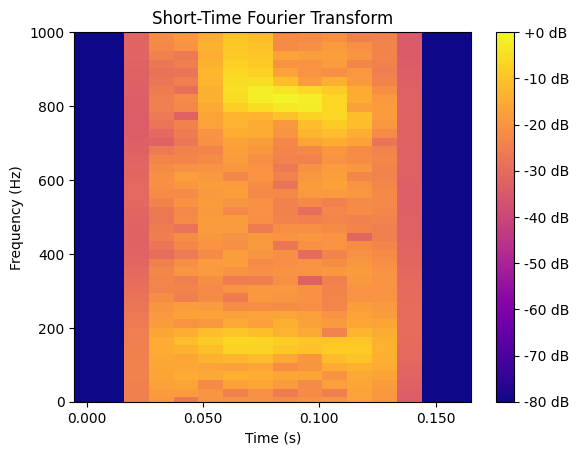 Short-Time Fourier Transform
1000
800
600
400
200
0
Frequency (Hz)
0.000
0.050
0.100
0.150
Time (s)
+0 dB
-10 dB
-20 dB
-30 dB
-40 dB
-50 dB
-60 dB
-70 dB
-80 dB